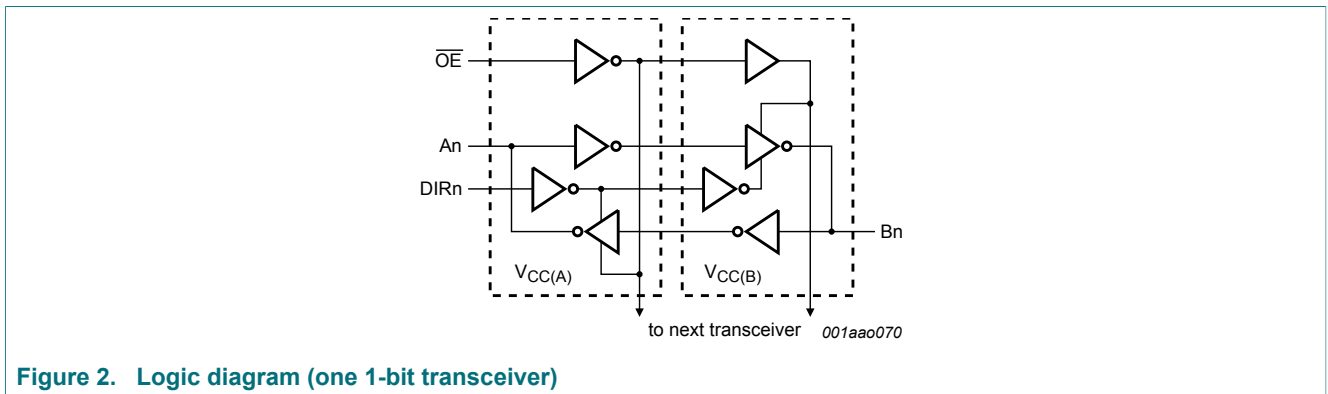 OE
An
DIRn
Bn
VCC(A)
VCC(B)
to next transceiver
001aao070
Figure 2. Logic diagram (one 1-bit transceiver)